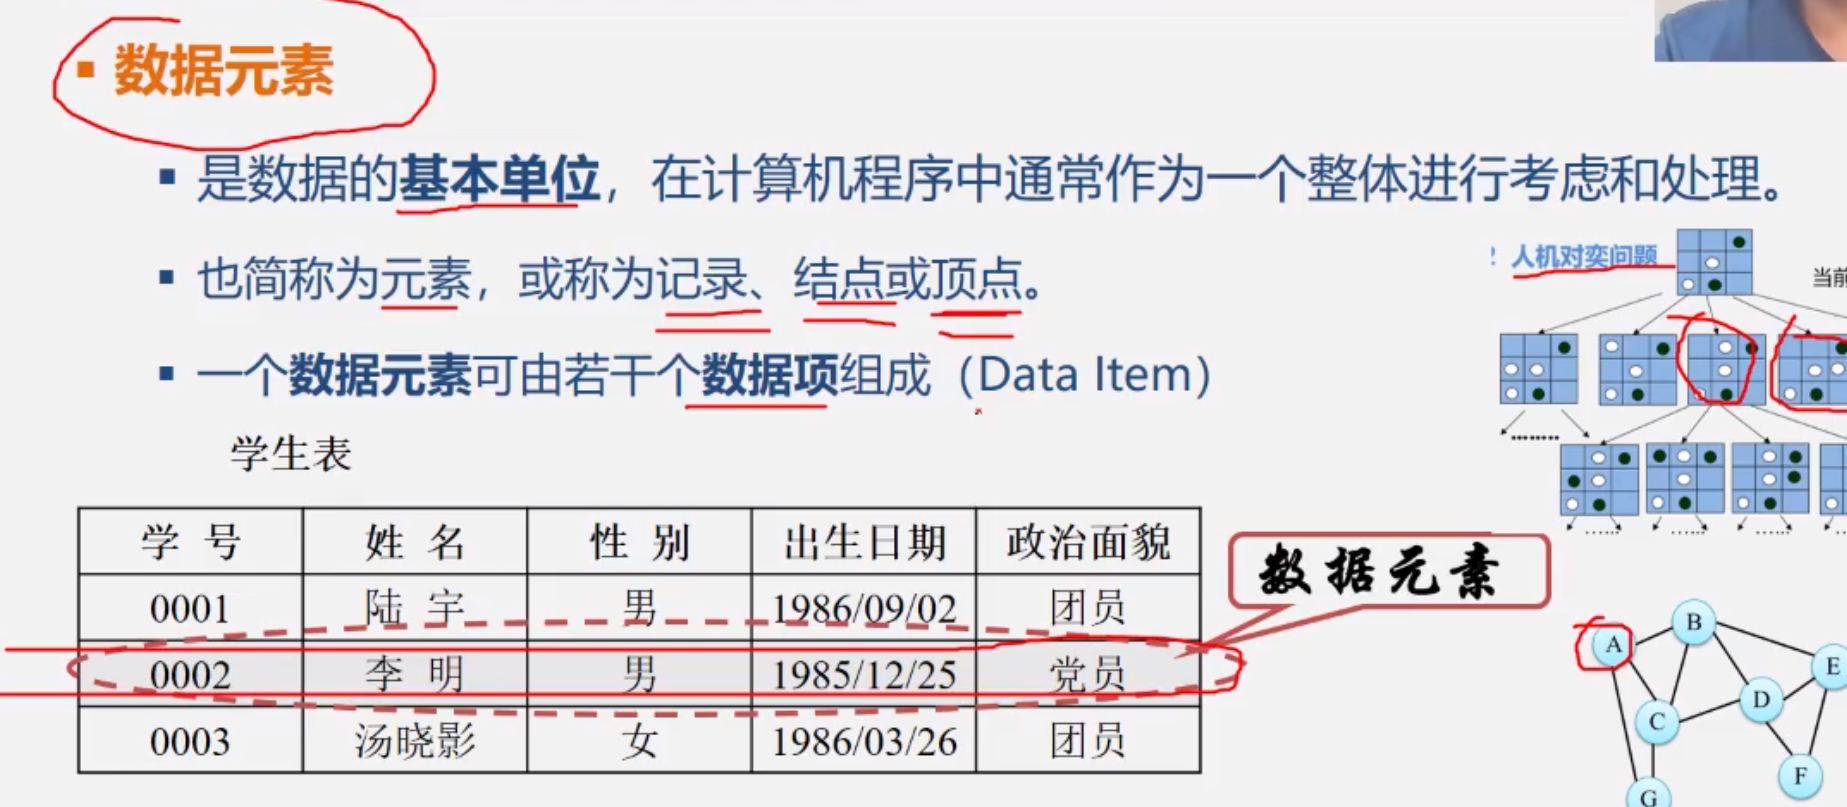 ▪ 数据元素
▪ 是数据的基本单位，在计算机程序中通常作为一个整体进行考虑和处理。
▪ 也简称为元素，或称为记录、结点或顶点。
▪ 一个数据元素可由若干个数据项组成（Data Item）
人机对奕问题
当前
........
......
......
......
学生表
学 号 姓 名 性 别 出生日期 政治面貌
0001 陆 宇 男 1986/09/02 团员
0002 李 明 男 1985/12/25 党员
0003 汤晓影 女 1986/03/26 团员
数据元素
A
B
E
D
C
F
G